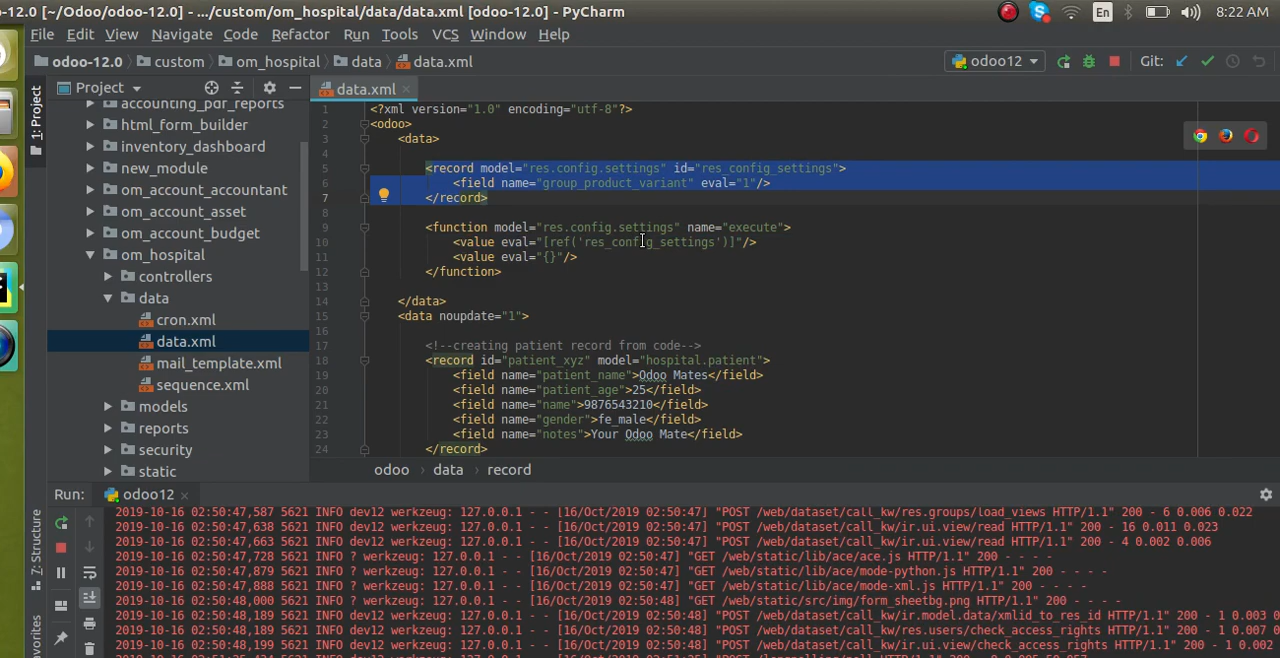 -12.0 [~/Odoo/odoo-12.0] - .../custom/om_hospital/data/data.xml [odoo-12.0] - PyCharm
En
8:22 AM
File Edit View Navigate Code Refactor Run Tools VCS Window Help
odoo-12.0 custom om_hospital data data.xml
odoo12
Git:
Project
data.xml
1: Project
accounting_pdf_reports
html_form_builder
inventory_dashboard
new_module
om_account_accountant
om_account_asset
om_account_budget
om_hospital
controllers
data
cron.xml
data.xml
mail_template.xml
sequence.xml
models
reports
security
static
1 <?xml version="1.0" encoding="utf-8"?>
2 <odoo>
3 <data>
4
5 <record model="res.config.settings" id="res_config_settings">
6 <field name="group_product_variant" eval="1"/>
7 </record>
8
9 <function model="res.config.settings" name="execute">
10 <value eval="[ref('res_config_settings')]"/>
11 <value eval="{}"/>
12 </function>
13
14 </data>
15 <data noupdate="1">
16
17 <!--creating patient record from code-->
18 <record id="patient_xyz" model="hospital.patient">
19 <field name="patient_name">Odoo Mates</field>
20 <field name="patient_age">25</field>
21 <field name="name">9876543210</field>
22 <field name="gender">fe_male</field>
23 <field name="notes">Your Odoo Mate</field>
24 </record>
odoo data record
Run: odoo12
7: Structure
avorites
2019-10-16 02:50:47,587 5621 INFO dev12 werkzeug: 127.0.0.1 - - [16/Oct/2019 02:50:47] "POST /web/dataset/call_kw/res.groups/load_views HTTP/1.1" 200 - 6 0.006 0.022
2019-10-16 02:50:47,638 5621 INFO dev12 werkzeug: 127.0.0.1 - - [16/Oct/2019 02:50:47] "POST /web/dataset/call_kw/ir.ui.view/read HTTP/1.1" 200 - 16 0.011 0.023
2019-10-16 02:50:47,663 5621 INFO dev12 werkzeug: 127.0.0.1 - - [16/Oct/2019 02:50:47] "POST /web/dataset/call_kw/ir.ui.view/read HTTP/1.1" 200 - 4 0.002 0.006
2019-10-16 02:50:47,728 5621 INFO ? werkzeug: 127.0.0.1 - - [16/Oct/2019 02:50:47] "GET /web/static/lib/ace/ace.js HTTP/1.1" 200 - - - -
2019-10-16 02:50:47,879 5621 INFO ? werkzeug: 127.0.0.1 - - [16/Oct/2019 02:50:47] "GET /web/static/lib/ace/mode-python.js HTTP/1.1" 200 - - - -
2019-10-16 02:50:47,888 5621 INFO ? werkzeug: 127.0.0.1 - - [16/Oct/2019 02:50:47] "GET /web/static/lib/ace/mode-xml.js HTTP/1.1" 200 - - - -
2019-10-16 02:50:48,000 5621 INFO ? werkzeug: 127.0.0.1 - - [16/Oct/2019 02:50:48] "GET /web/static/src/img/form_sheetbg.png HTTP/1.1" 200 - - - -
2019-10-16 02:50:48,189 5621 INFO dev12 werkzeug: 127.0.0.1 - - [16/Oct/2019 02:50:48] "POST /web/dataset/call_kw/ir.model.data/xmlid_to_res_id HTTP/1.1" 200 - 1 0.003 0
2019-10-16 02:50:48,189 5621 INFO dev12 werkzeug: 127.0.0.1 - - [16/Oct/2019 02:50:48] "POST /web/dataset/call_kw/res.users/check_access_rights HTTP/1.1" 200 - 1 0.007 0
2019-10-16 02:50:48,199 5621 INFO dev12 werkzeug: 127.0.0.1 - - [16/Oct/2019 02:50:48] "POST /web/dataset/call_kw/ir.ui.view/check_access_rights HTTP/1.1" 200 - 1 0.002